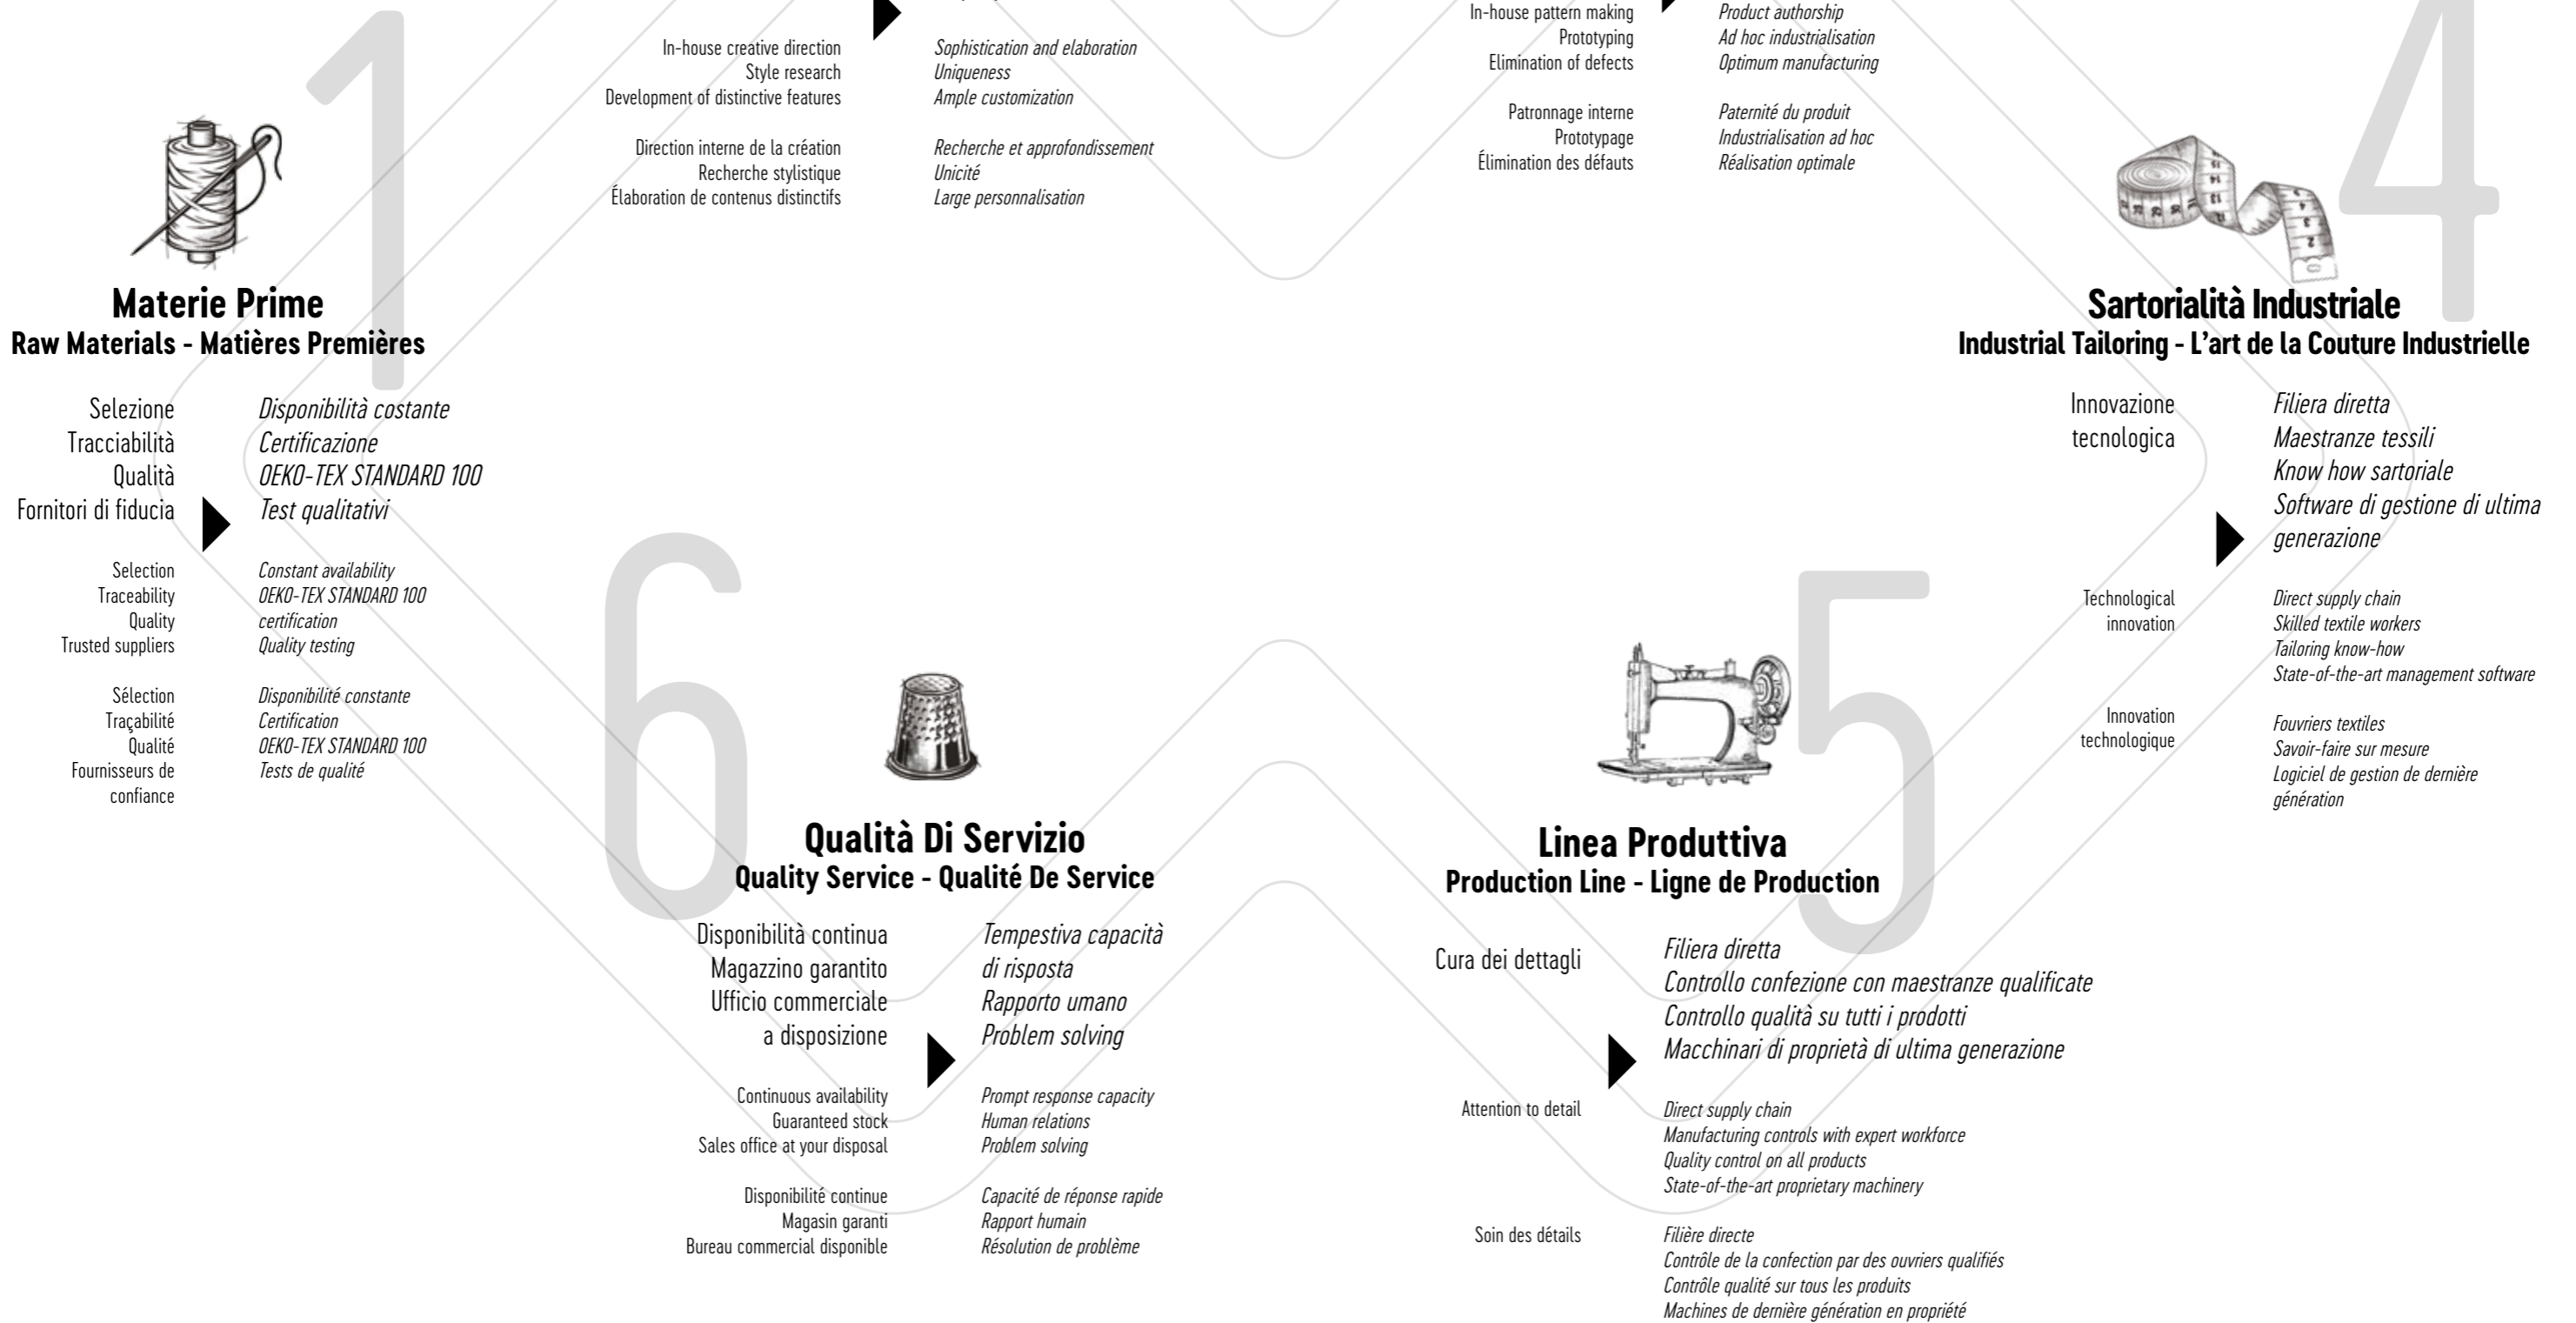 In-house creative direction
Style research
Development of distinctive features
Sophistication and elaboration
Uniqueness
Ample customization
Direction interne de la création
Recherche stylistique
Élaboration de contenus distinctifs
Recherche et approfondissement
Unicité
Large personnalisation
In-house pattern making
Prototyping
Elimination of defects
Product authorship
Ad hoc industrialisation
Optimum manufacturing
Patronnage interne
Prototypage
Élimination des défauts
Paternité du produit
Industrialisation ad hoc
Réalisation optimale
1
Materie Prime
Raw Materials - Matières Premières
Selezione
Tracciabilità
Qualità
Fornitori di fiducia
Disponibilità costante
Certificazione
OEKO-TEX STANDARD 100
Test qualitativi
Selection
Traceability
Quality
Trusted suppliers
Constant availability
OEKO-TEX STANDARD 100
certification
Quality testing
Sélection
Traçabilité
Qualité
Fournisseurs de
confiance
Disponibilité constante
Certification
OEKO-TEX STANDARD 100
Tests de qualité
4
Sartorialità Industriale
Industrial Tailoring - L’art de la Couture Industrielle
Innovazione
tecnologica
Filiera diretta
Maestranze tessili
Know how sartoriale
Software di gestione di ultima
generazione
Technological
innovation
Direct supply chain
Skilled textile workers
Tailoring know-how
State-of-the-art management software
Innovation
technologique
Fouvriers textiles
Savoir-faire sur mesure
Logiciel de gestion de dernière
génération
6
Qualità Di Servizio
Quality Service - Qualité De Service
Disponibilità continua
Magazzino garantito
Ufficio commerciale
a disposizione
Tempestiva capacità
di risposta
Rapporto umano
Problem solving
Continuous availability
Guaranteed stock
Sales office at your disposal
Prompt response capacity
Human relations
Problem solving
Disponibilité continue
Magasin garanti
Bureau commercial disponible
Capacité de réponse rapide
Rapport humain
Résolution de problème
5
Linea Produttiva
Production Line - Ligne de Production
Cura dei dettagli
Filiera diretta
Controllo confezione con maestranze qualificate
Controllo qualità su tutti i prodotti
Macchinari di proprietà di ultima generazione
Attention to detail
Direct supply chain
Manufacturing controls with expert workforce
Quality control on all products
State-of-the-art proprietary machinery
Soin des détails
Filière directe
Contrôle de la confection par des ouvriers qualifiés
Contrôle qualité sur tous les produits
Machines de dernière génération en propriété